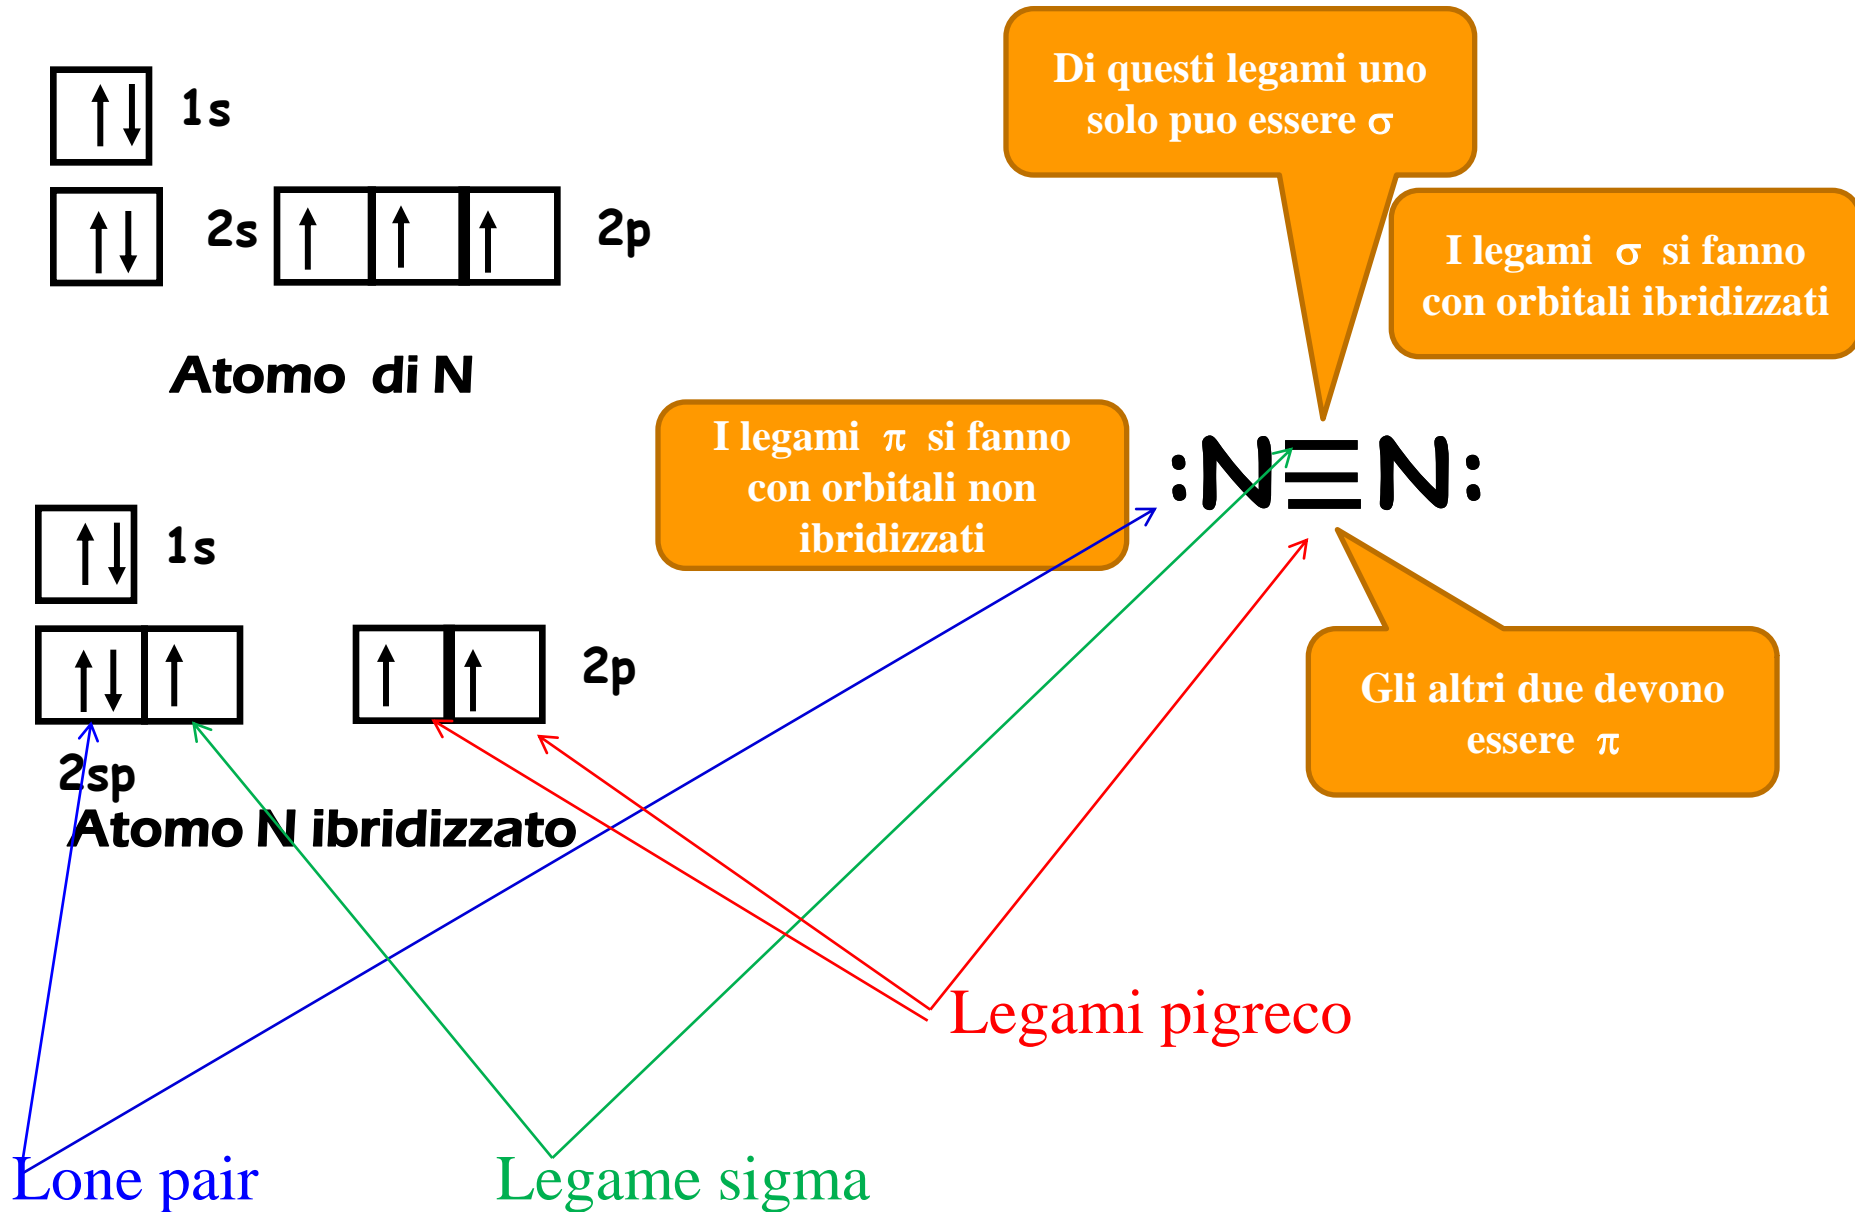 Di questi legami uno
solo puo essere σ
1s
2s
2p
I legami σ si fanno
con orbitali ibridizzati
Atomo di N
I legami π si fanno
con orbitali non
ibridizzati
:N≡N:
1s
2p
Gli altri due devono
essere π
2sp
Atomo N ibridizzato
Legami pigreco
Lone pair
Legame sigma